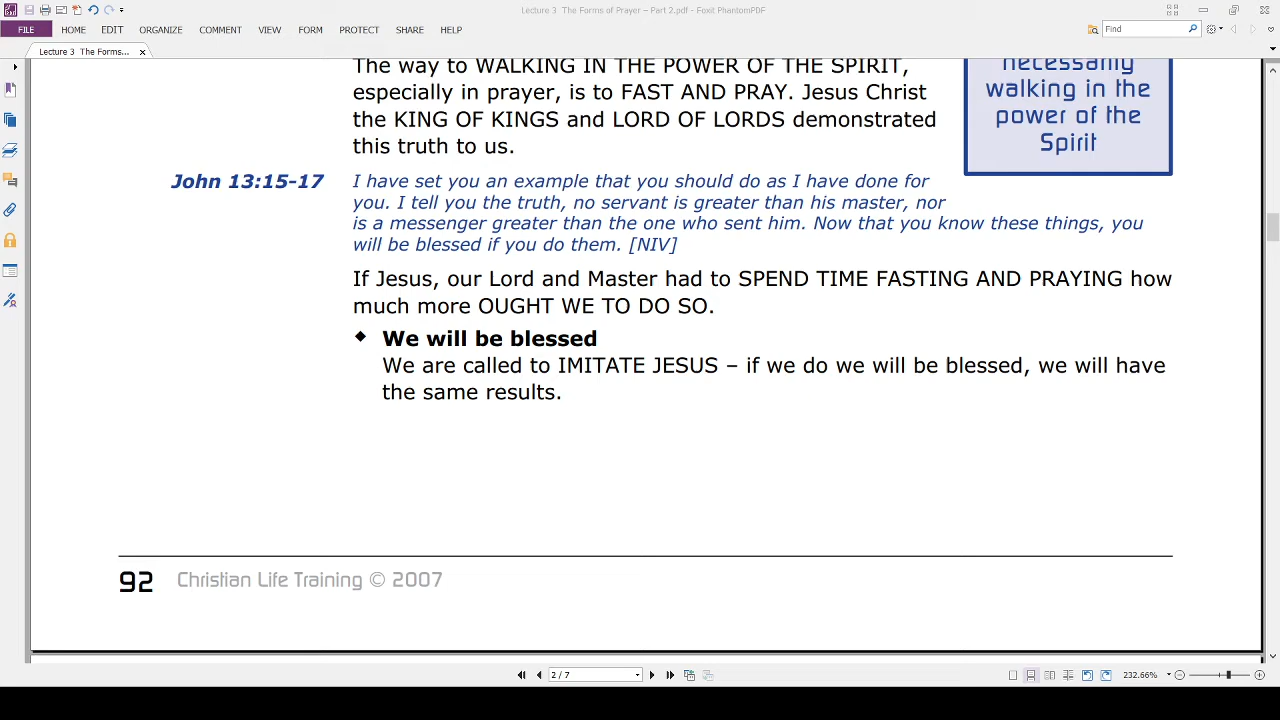 Lecture 3 The Forms of Prayer – Part 2.pdf - Foxit PhantomPDF
FILE HOME EDIT ORGANIZE COMMENT VIEW FORM PROTECT SHARE HELP
Find
Lecture 3 The Forms...
The way to WALKING IN THE POWER OF THE SPIRIT,
especially in prayer, is to FAST AND PRAY. Jesus Christ
the KING OF KINGS and LORD OF LORDS demonstrated
this truth to us.
necessarily
walking in the
power of the
Spirit
John 13:15-17
I have set you an example that you should do as I have done for
you. I tell you the truth, no servant is greater than his master, nor
is a messenger greater than the one who sent him. Now that you know these things, you
will be blessed if you do them. [NIV]
If Jesus, our Lord and Master had to SPEND TIME FASTING AND PRAYING how
much more OUGHT WE TO DO SO.
◆ We will be blessed
We are called to IMITATE JESUS – if we do we will be blessed, we will have
the same results.
92 Christian Life Training © 2007
2 / 7
232.66%